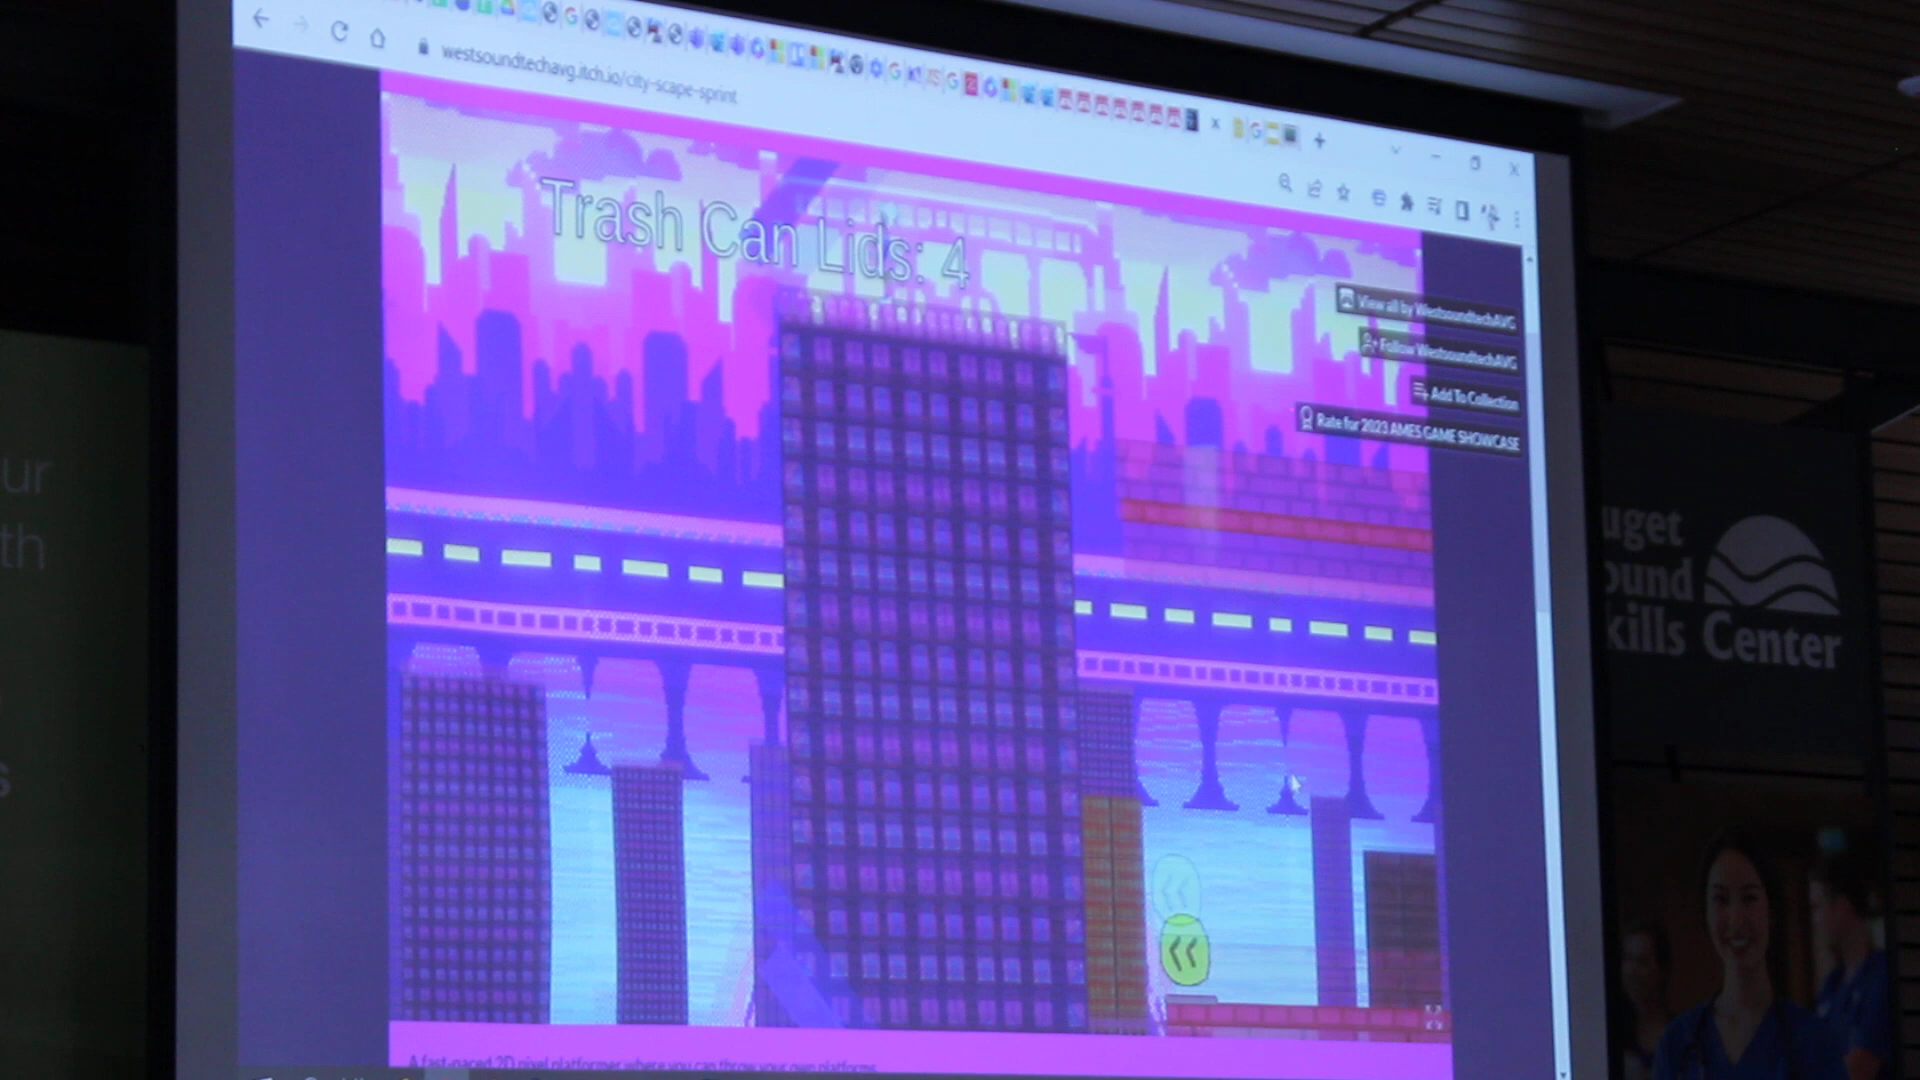 westsoundtechavg.itch.io/city-scape-sprint
Trash Can Lids: 4
View all by WestsoundtechAVG
Follow WestsoundtechAVG
Add To Collection
Rate for 2023 AMES GAME SHOWCASE
A fast-paced 2D pixel platformer where you can throw your own platforms
ur
th
s
uget
ound
kills Center